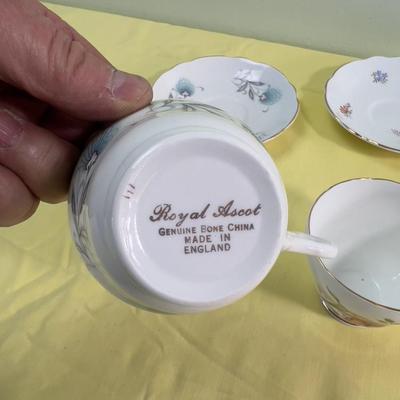 Royal Ascot
GENUINE BONE CHINA
MADE IN
ENGLAND